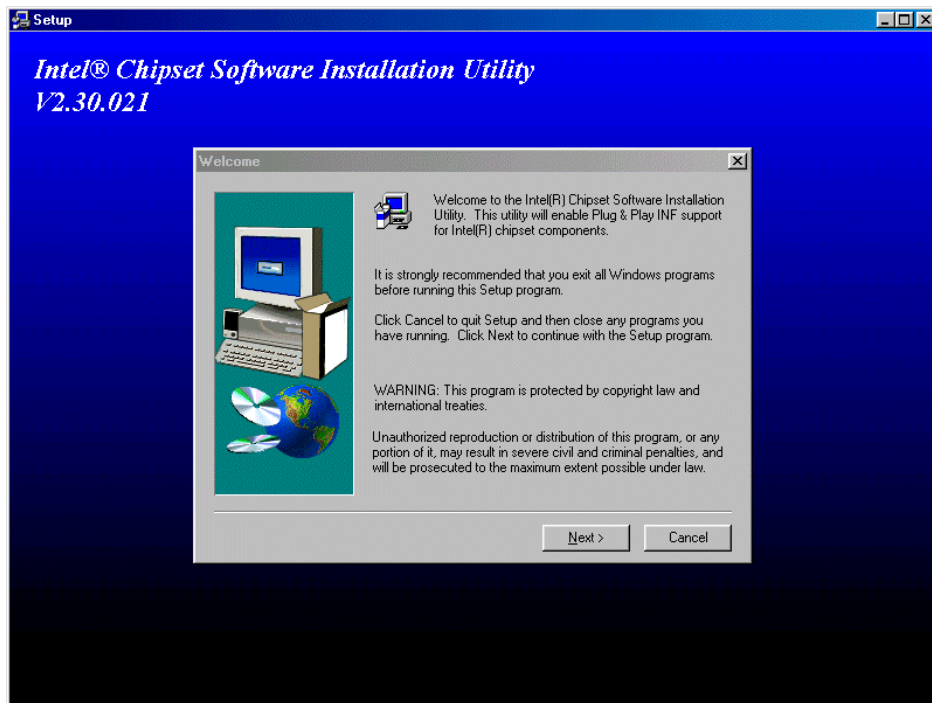 Setup
Intel® Chipset Software Installation Utility
V2.30.021
Welcome
Welcome to the Intel(R) Chipset Software Installation
Utility. This utility will enable Plug & Play INF support
for Intel(R) chipset components.
It is strongly recommended that you exit all Windows programs
before running this Setup program.
Click Cancel to quit Setup and then close any programs you
have running. Click Next to continue with the Setup program.
WARNING: This program is protected by copyright law and
international treaties.
Unauthorized reproduction or distribution of this program, or any
portion of it, may result in severe civil and criminal penalties, and
will be prosecuted to the maximum extent possible under law.
Next >
Cancel